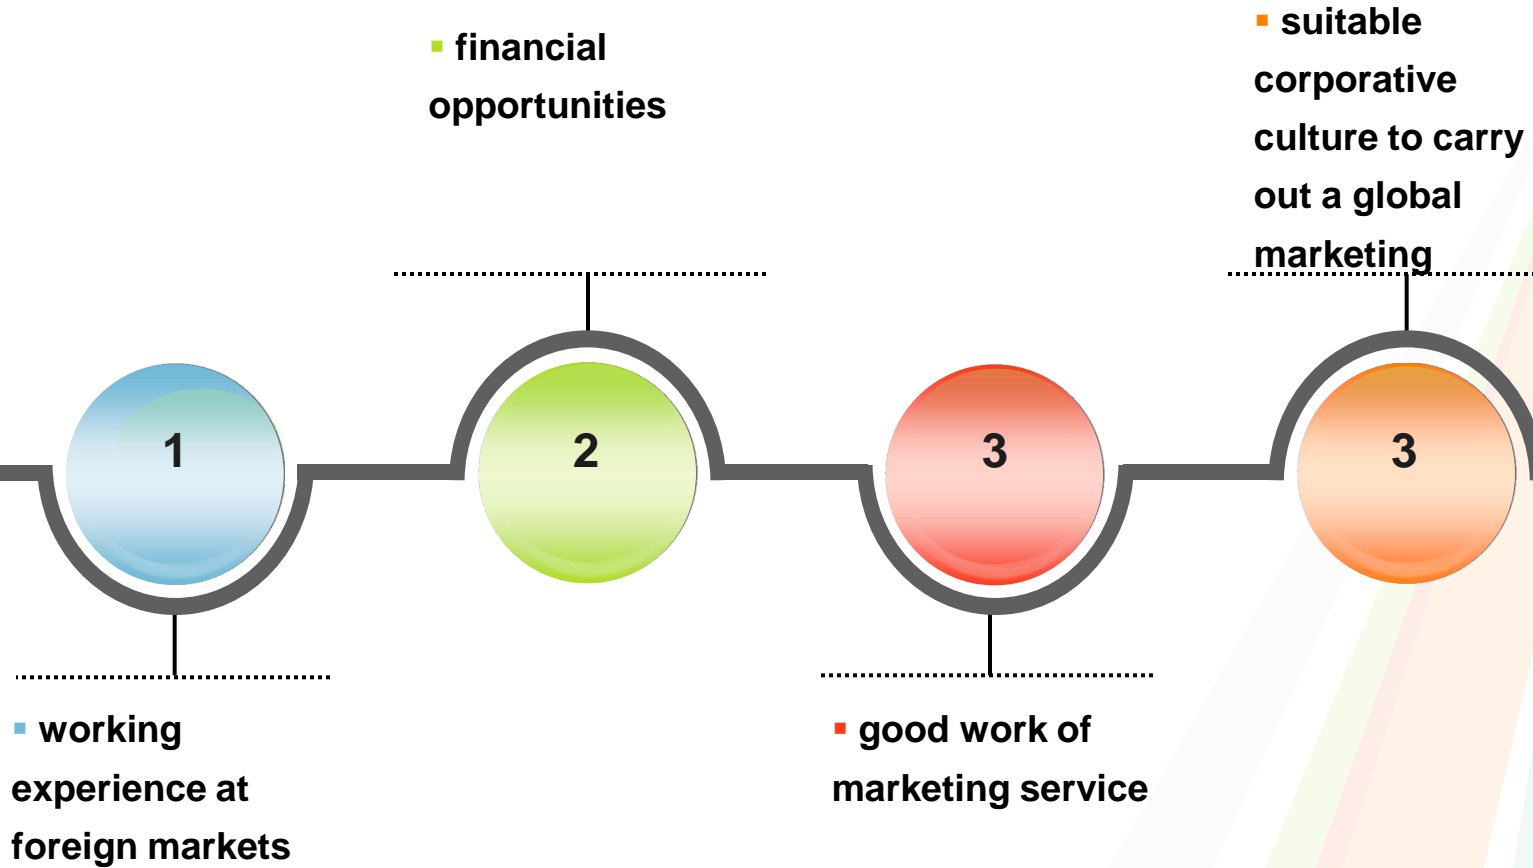 ▪ financial
opportunities
▪ suitable
corporative
culture to carry
out a global
marketing
1
2
3
3
▪ working
experience at
foreign markets
▪ good work of
marketing service